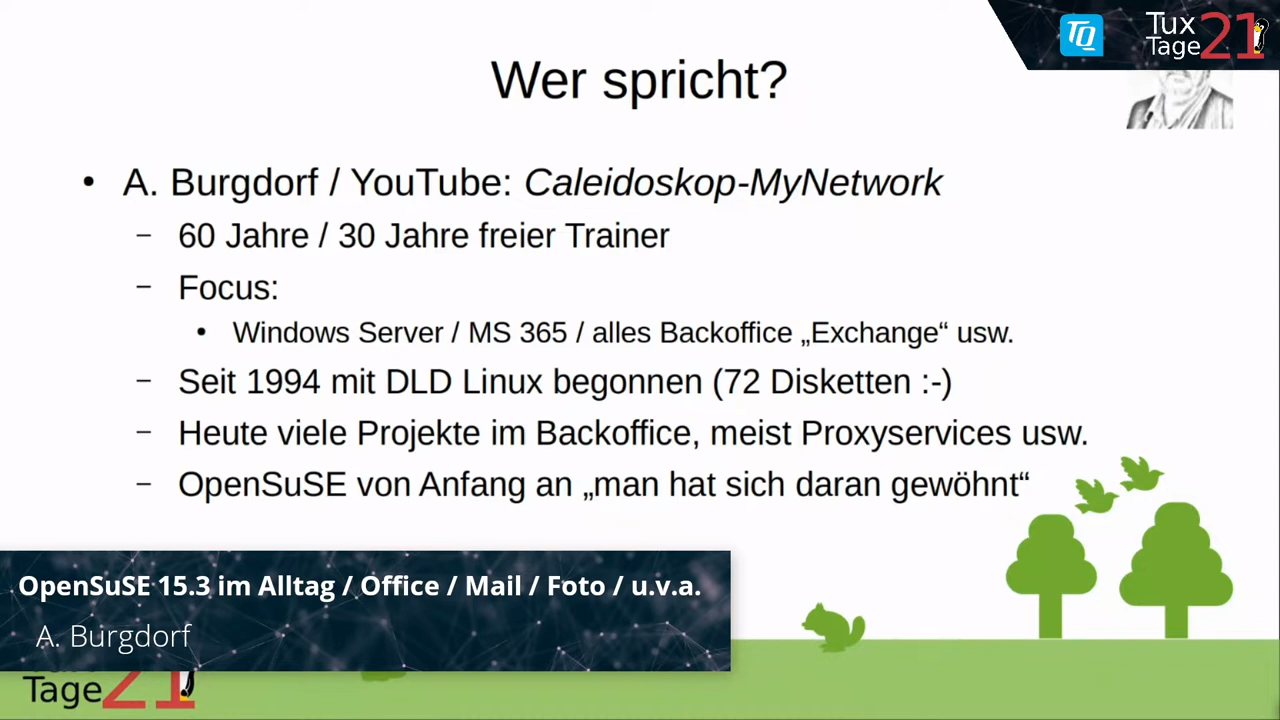 TQ
Tux
Tage21
Wer spricht?
• A. Burgdorf / YouTube: Caleidoskop-MyNetwork
– 60 Jahre / 30 Jahre freier Trainer
– Focus:
• Windows Server / MS 365 / alles Backoffice „Exchange“ usw.
– Seit 1994 mit DLD Linux begonnen (72 Disketten :-)
– Heute viele Projekte im Backoffice, meist Proxyservices usw.
– OpenSuSE von Anfang an „man hat sich daran gewöhnt“
OpenSuSE 15.3 im Alltag / Office / Mail / Foto / u.v.a.
A. Burgdorf
Tage21